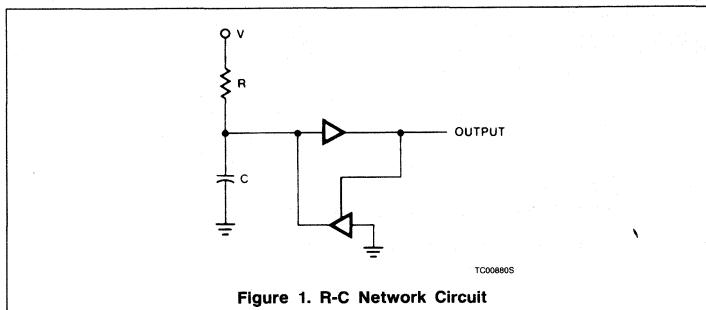 V
R
OUTPUT
C
TC00880S
Figure 1. R-C Network Circuit